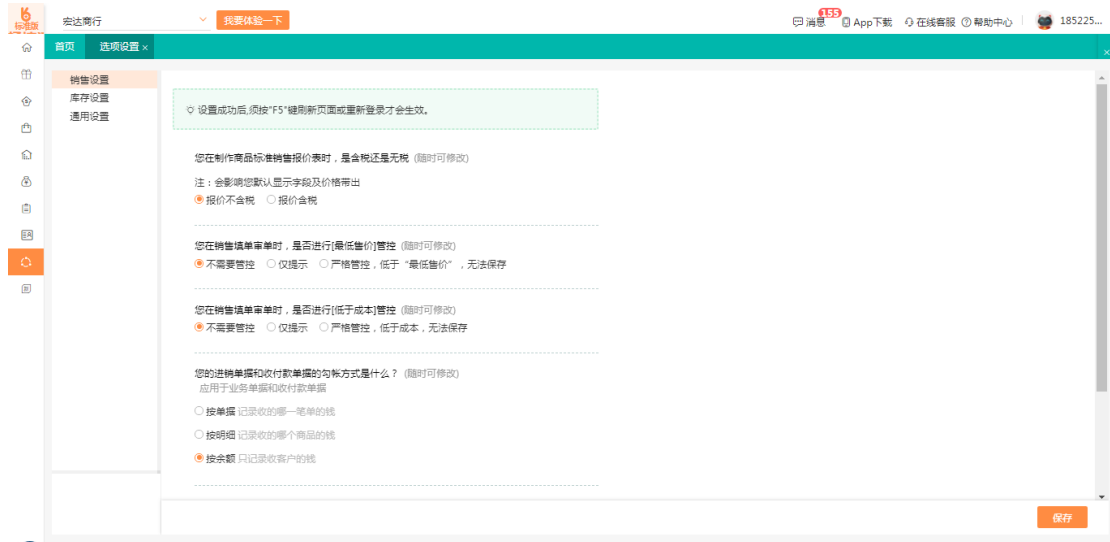 标准版
宏达商行
我要体验一下
消息
155
App下载
在线客服
帮助中心
185225...
首页
选项设置 ×
销售设置
库存设置
通用设置
设置成功后,须按"F5"键刷新页面或重新登录才会生效。
您在制作商品标准销售报价表时，是含税还是无税 (随时可修改)
注：会影响您默认显示字段及价格带出
报价不含税 报价含税
您在销售填单审单时，是否进行[最低售价]管控 (随时可修改)
不需要管控 仅提示 严格管控，低于“最低售价”，无法保存
您在销售填单审单时，是否进行[低于成本]管控 (随时可修改)
不需要管控 仅提示 严格管控，低于成本，无法保存
您的进销单据和收付款单据的勾帐方式是什么？ (随时可修改)
应用于业务单据和收付款单据
按单据 记录收的哪一笔单的钱
按明细 记录收的哪个商品的钱
按余额 只记录收客户的钱
保存